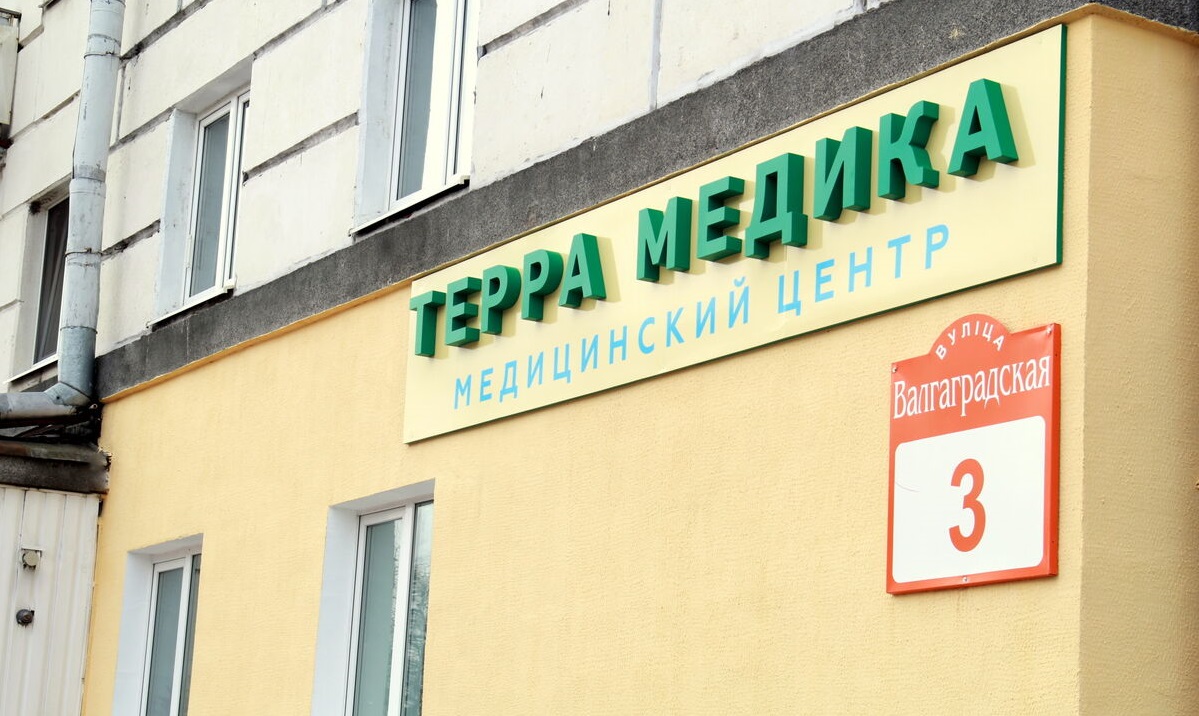 ТЕРРА МЕДИКА
МЕДИЦИНСКИЙ ЦЕНТР
ВУЛІЦА
Валгаградская
3